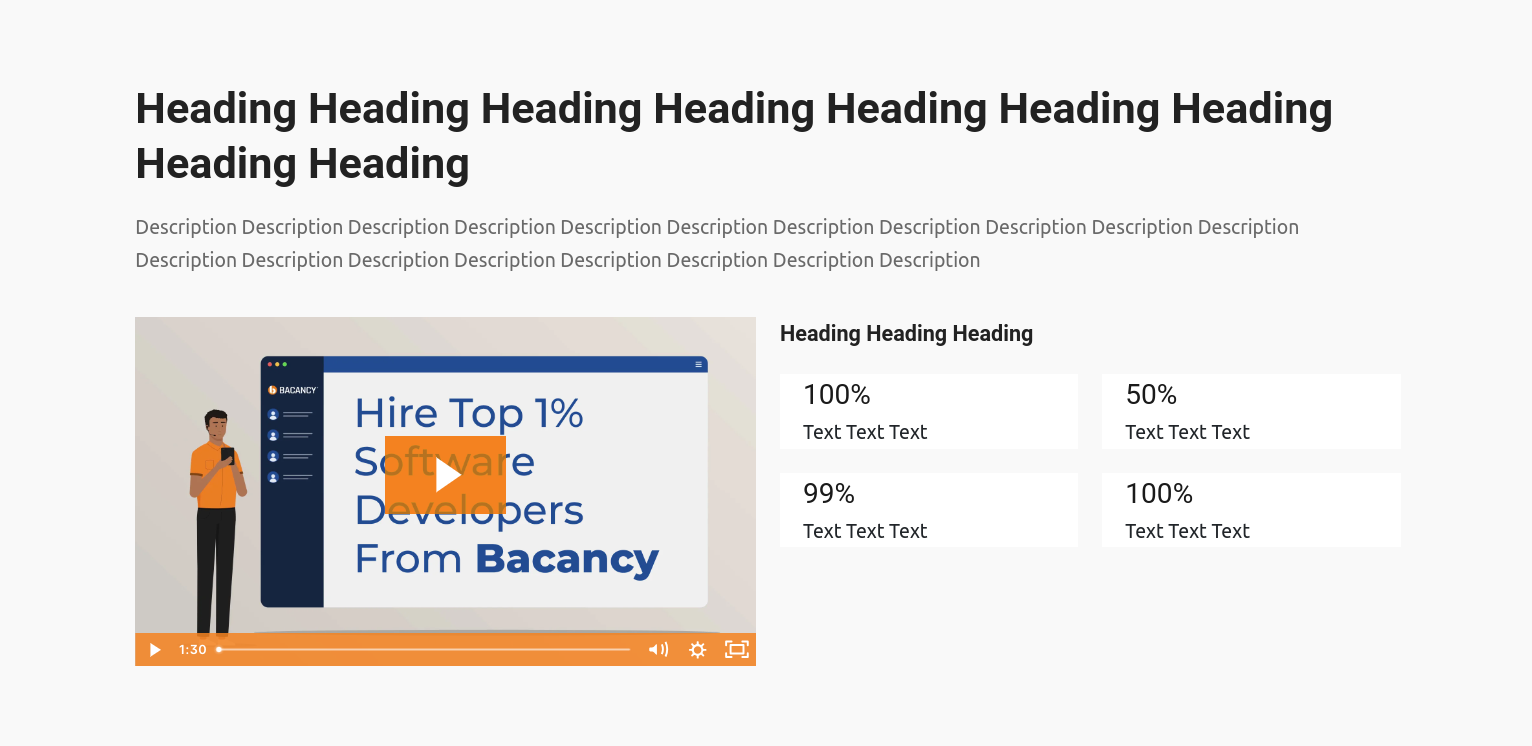 Heading Heading Heading Heading Heading Heading Heading
Heading Heading
Description Description Description Description Description Description Description Description Description Description Description
Description Description Description Description Description Description Description Description
BACANCY
Hire Top 1%
Software
Developers
From Bacancy
1:30
Heading Heading Heading
100%
Text Text Text
50%
Text Text Text
99%
Text Text Text
100%
Text Text Text